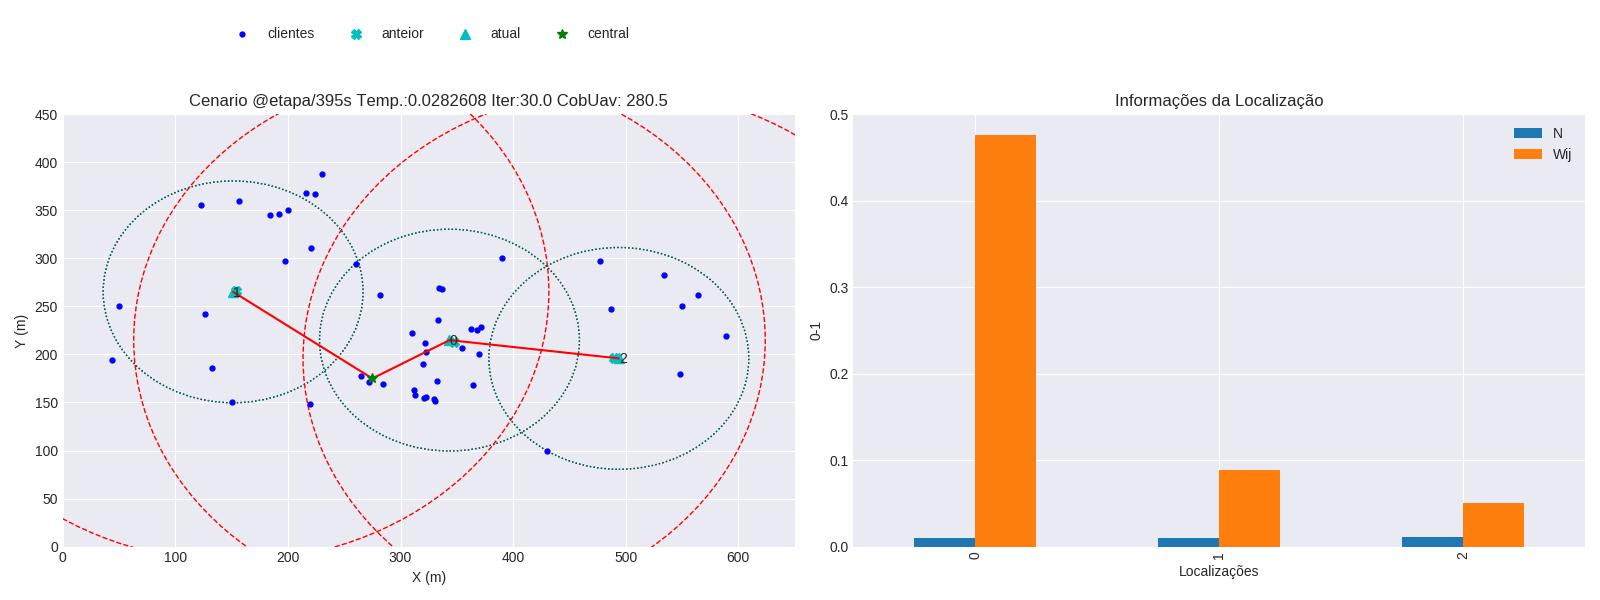 clientes anteior atual central
Cenario @etapa/395s Temp.:0.0282608 Iter:30.0 CobUav: 280.5
450
400
350
300
250
200
150
100
50
0
Y (m)
1
0
2
0 100 200 300 400 500 600
X (m)
Informações da Localização
N
Wij
0.5
0.4
0.3
0.2
0.1
0.0
0-1
0 1 2
Localizações